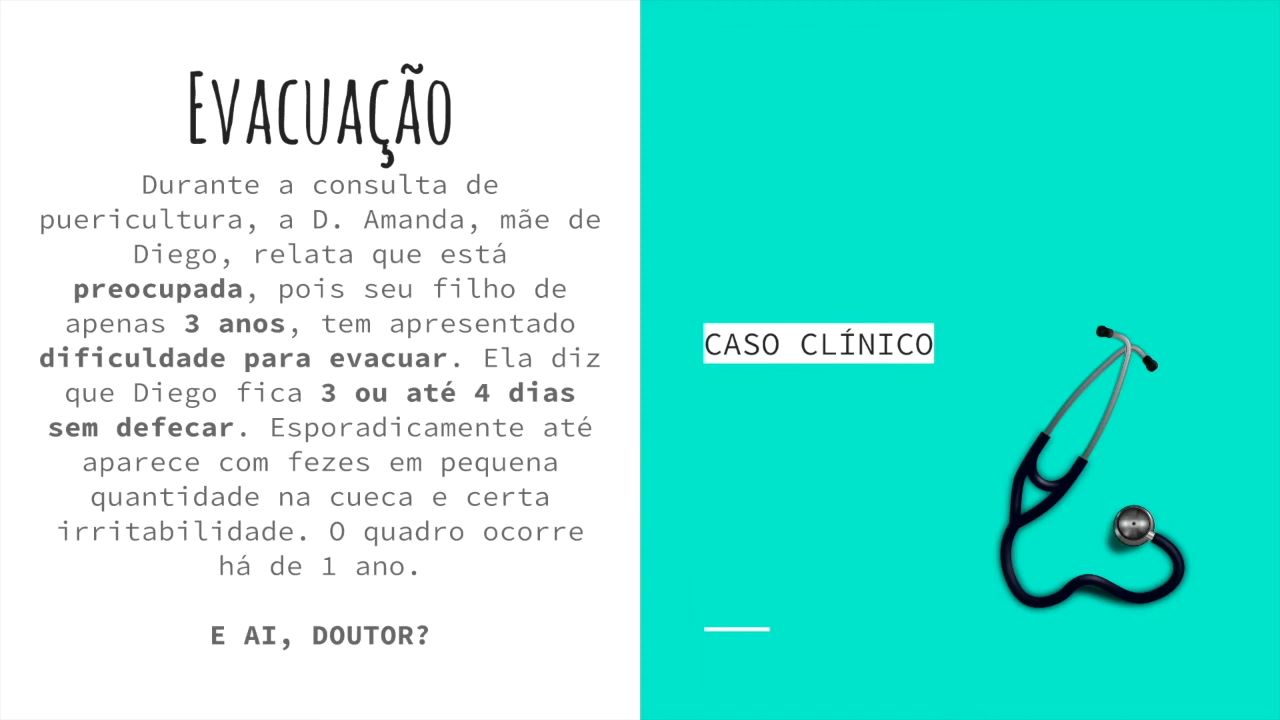 Evacuação
Durante a consulta de
puericultura, a D. Amanda, mãe de
Diego, relata que está
preocupada, pois seu filho de
apenas 3 anos, tem apresentado
dificuldade para evacuar. Ela diz
que Diego fica 3 ou até 4 dias
sem defecar. Esporadicamente até
aparece com fezes em pequena
quantidade na cueca e certa
irritabilidade. O quadro ocorre
há de 1 ano.
E AI, DOUTOR?
CASO CLÍNICO